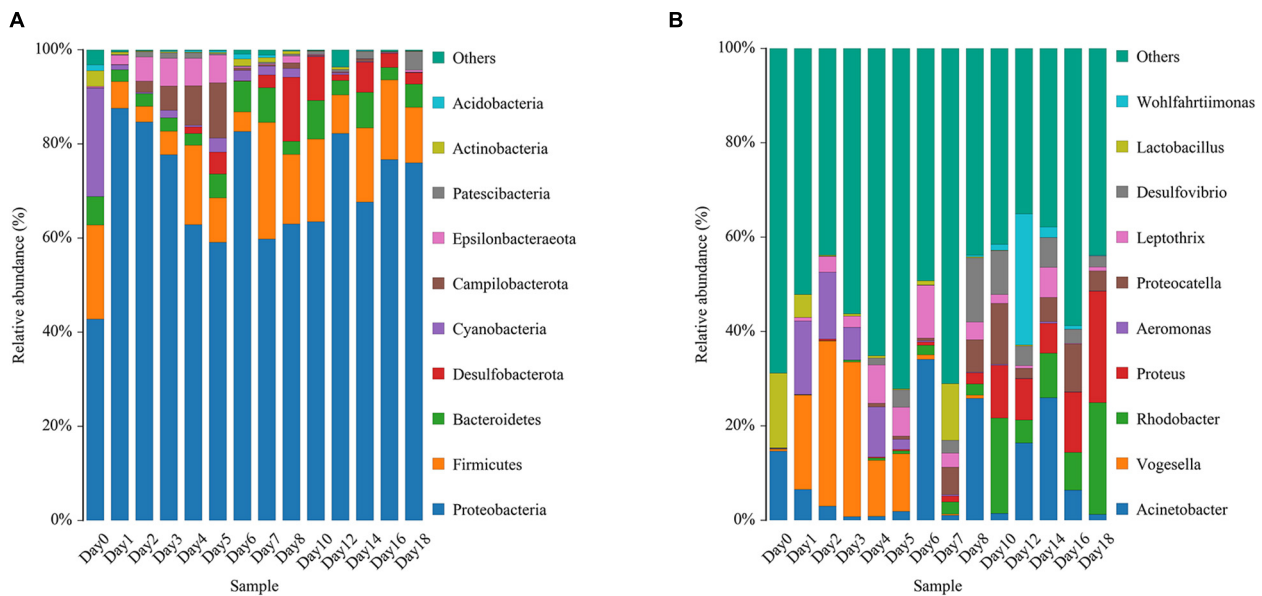 A
100%
80%
60%
40%
20%
0%
Relative abundance (%)
Day0
Day1
Day2
Day3
Day4
Day5
Day6
Day7
Day8
Day10
Day12
Day14
Day16
Day18
Sample
Others
Acidobacteria
Actinobacteria
Patescibacteria
Epsilonbacteraeota
Campilobacterota
Cyanobacteria
Desulfobacterota
Bacteroidetes
Firmicutes
Proteobacteria
B
100%
80%
60%
40%
20%
0%
Relative abundance (%)
Day0
Day1
Day2
Day3
Day4
Day5
Day6
Day7
Day8
Day10
Day12
Day14
Day16
Day18
Sample
Others
Wohlfahrtiimonas
Lactobacillus
Desulfovibrio
Leptothrix
Proteocatella
Aeromonas
Proteus
Rhodobacter
Vogesella
Acinetobacter